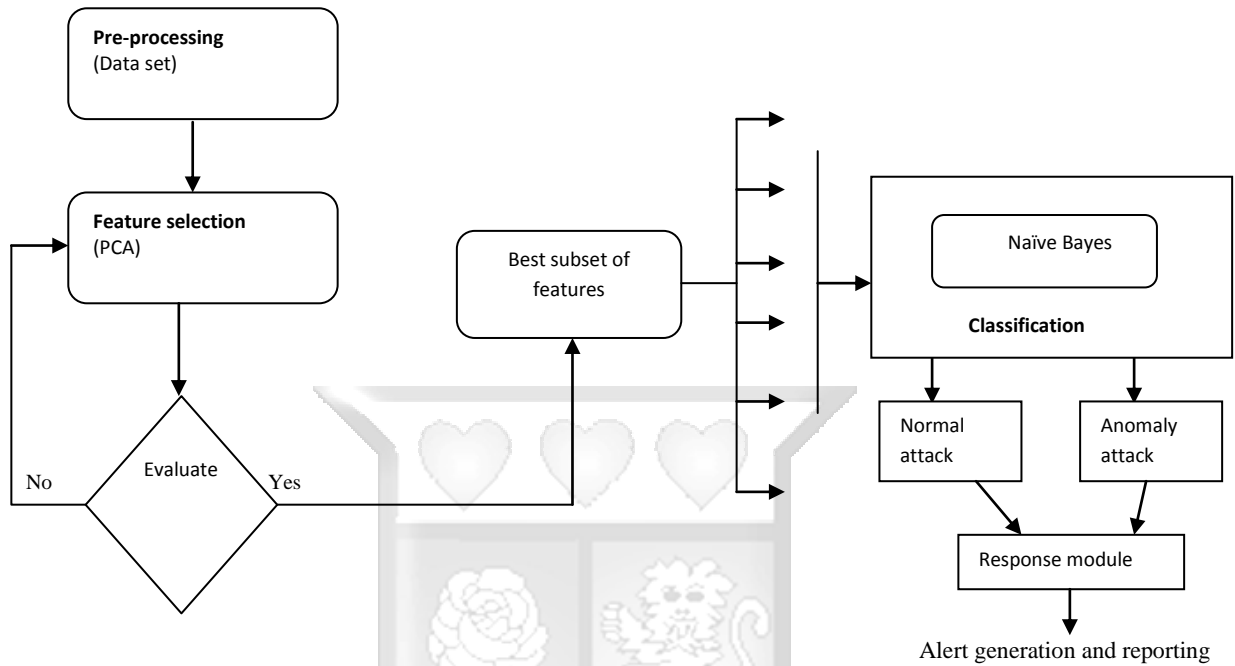 Pre-processing
(Data set)
Feature selection
(PCA)
Evaluate
No
Yes
Best subset of
features
Naïve Bayes
Classification
Normal
attack
Anomaly
attack
Response module
Alert generation and reporting